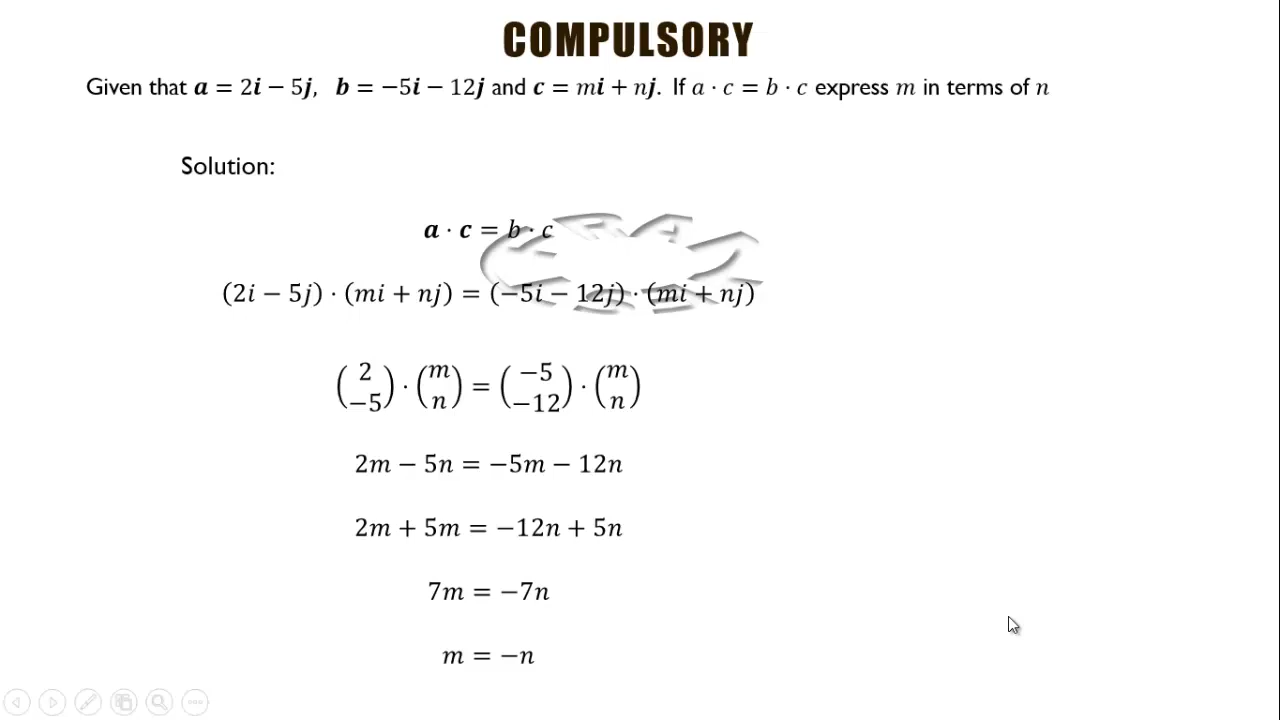 COMPULSORY
Given that a = 2i − 5j, b = −5i − 12j and c = mi + nj. If a · c = b · c express m in terms of n
Solution:
a · c = b · c
(2i − 5j) · (mi + nj) = (−5i − 12j) · (mi + nj)
(2 −5) · (m n) = (−5 −12) · (m n)
2m − 5n = −5m − 12n
2m + 5m = −12n + 5n
7m = −7n
m = −n